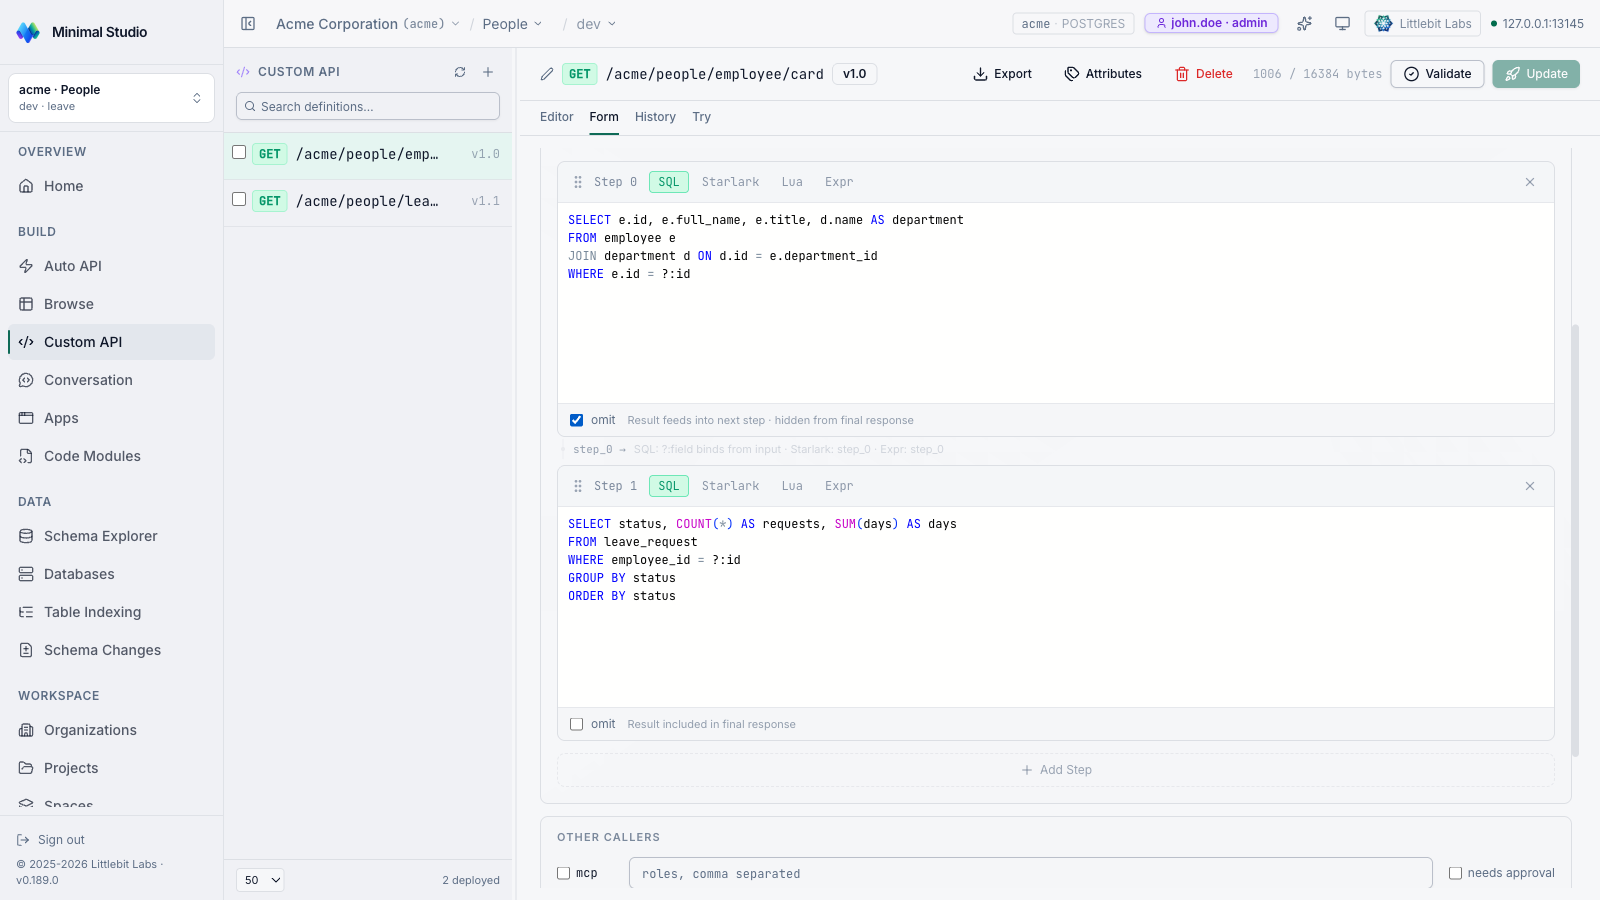 Minimal Studio
acme · People
dev · leave
OVERVIEW
Home
BUILD
Auto API
Browse
Custom API
Conversation
Apps
Code Modules
DATA
Schema Explorer
Databases
Table Indexing
Schema Changes
WORKSPACE
Organizations
Projects
Spaces
Sign out
© 2025-2026 Littlebit Labs ·
v0.189.0
Acme Corporation (acme) / People / dev
acme · POSTGRES
john.doe · admin
Littlebit Labs
127.0.0.1:13145
CUSTOM API
Search definitions...
GET /acme/people/emp… v1.0
GET /acme/people/lea… v1.1
50
2 deployed
GET /acme/people/employee/card v1.0
Export
Attributes
Delete
1006 / 16384 bytes
Validate
Update
Editor Form History Try
Step 0 SQL Starlark Lua Expr
SELECT e.id, e.full_name, e.title, d.name AS department
FROM employee e
JOIN department d ON d.id = e.department_id
WHERE e.id = ?:id
omit Result feeds into next step · hidden from final response
step_0 → SQL: ?:field binds from input · Starlark: step_0 · Expr: step_0
Step 1 SQL Starlark Lua Expr
SELECT status, COUNT(*) AS requests, SUM(days) AS days
FROM leave_request
WHERE employee_id = ?:id
GROUP BY status
ORDER BY status
omit Result included in final response
+ Add Step
OTHER CALLERS
mcp
roles, comma separated
needs approval